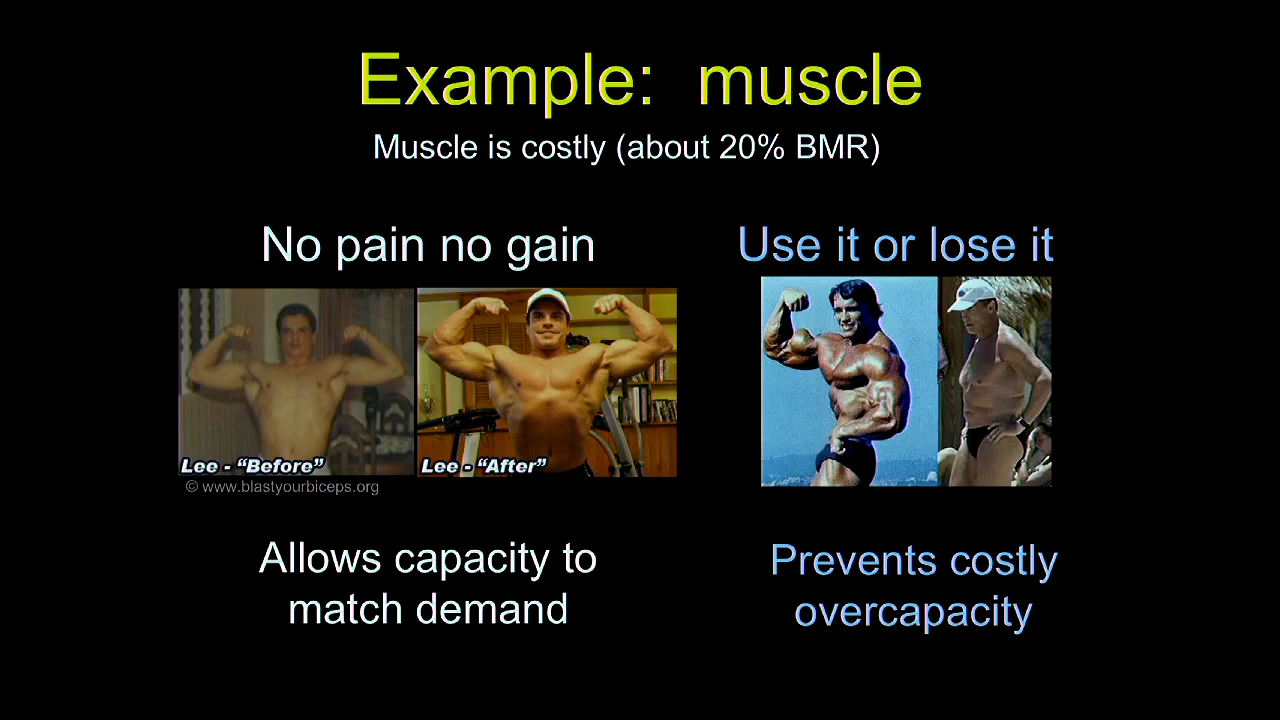 Example: muscle
Muscle is costly (about 20% BMR)
No pain no gain
Lee - “Before”
Lee - “After”
© www.blastyourbiceps.org
Allows capacity to
match demand
Use it or lose it
Prevents costly
overcapacity